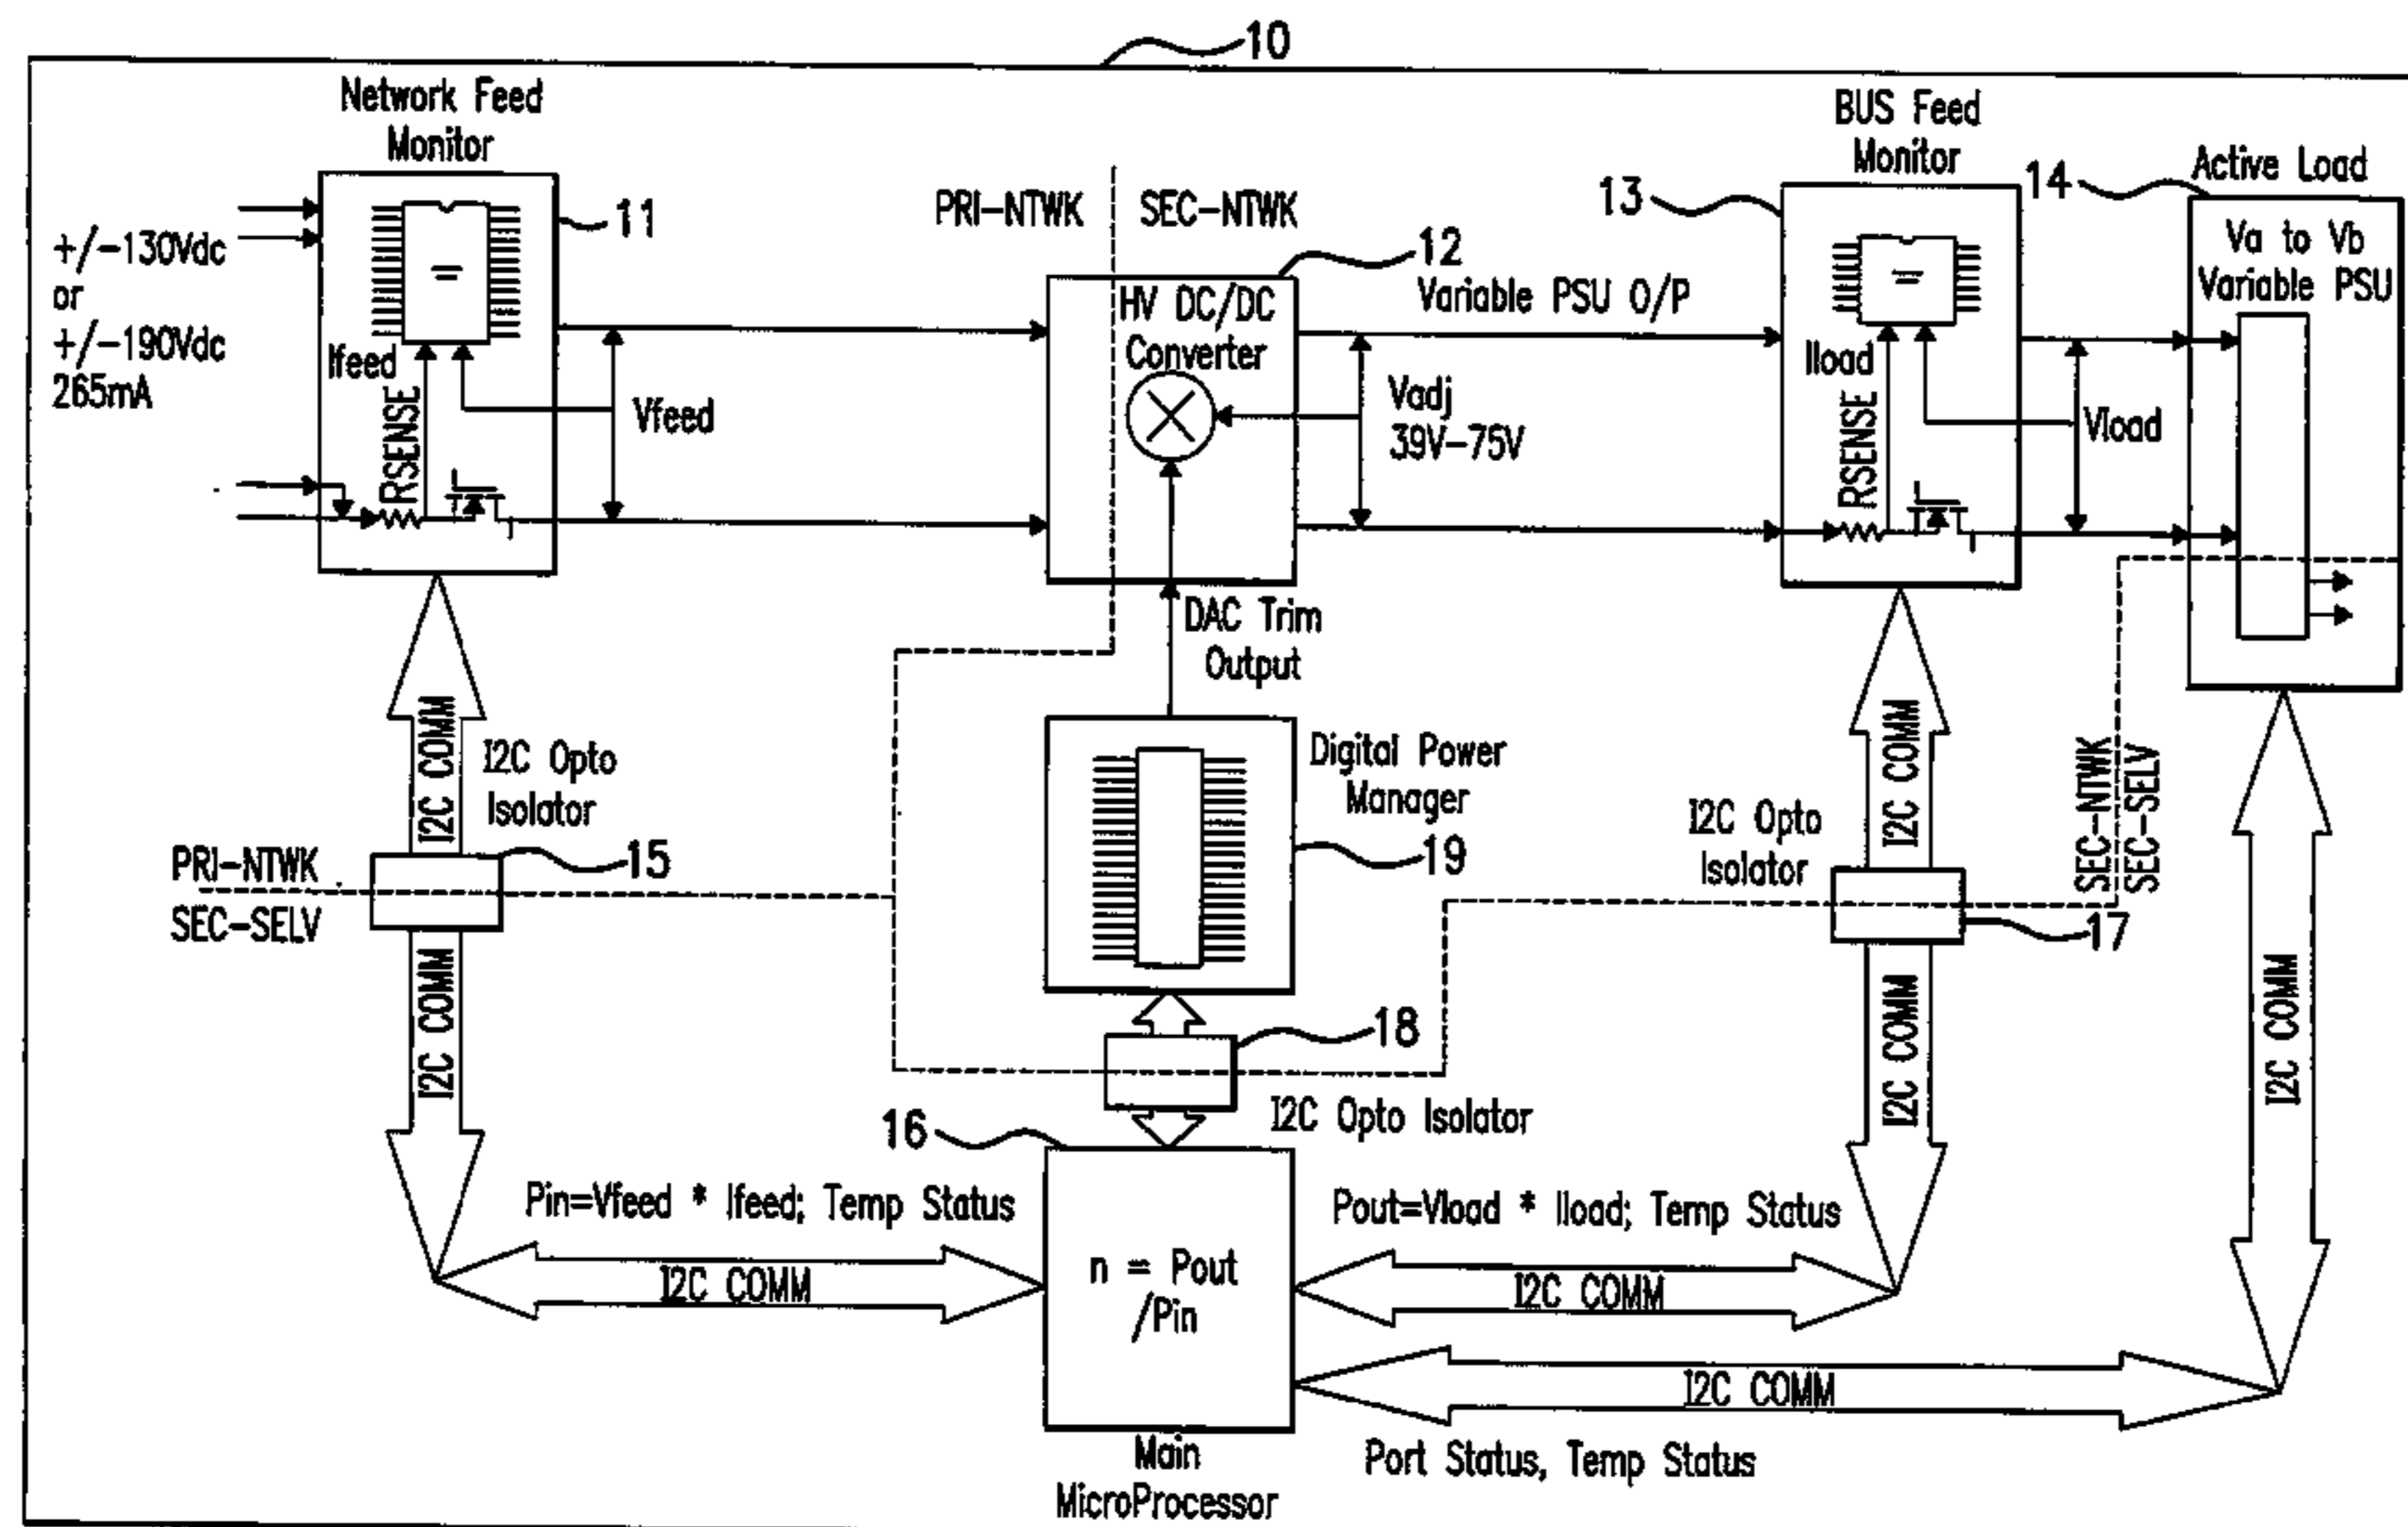 10
Network Feed
Monitor
BUS Feed
Monitor
Active Load
11
PRI-NTWK
SEC-NTWK
13
14
+/-130Vdc
or
+/-190Vdc
265mA
Va to Vb
Variable PSU
12
Variable PSU O/P
HV DC/DC
Converter
Ifeed
RSENSE
Vfeed
Vadj
39V-75V
Iload
RSENSE
Vload
DAC Trim
Output
I2C COMM
I2C Opto
Isolator
Digital Power
Manager
I2C COMM
I2C Opto
Isolator
SEC-NTWK
SEC-SELV
15
19
PRI-NTWK
SEC-SELV
17
I2C COMM
I2C COMM
I2C COMM
18
I2C Opto Isolator
16
Pin=Vfeed * Ifeed; Temp Status
Pout=Vload * Iload; Temp Status
n = Pout
/Pin
I2C COMM
I2C COMM
I2C COMM
Main
MicroProcessor
Port Status, Temp Status